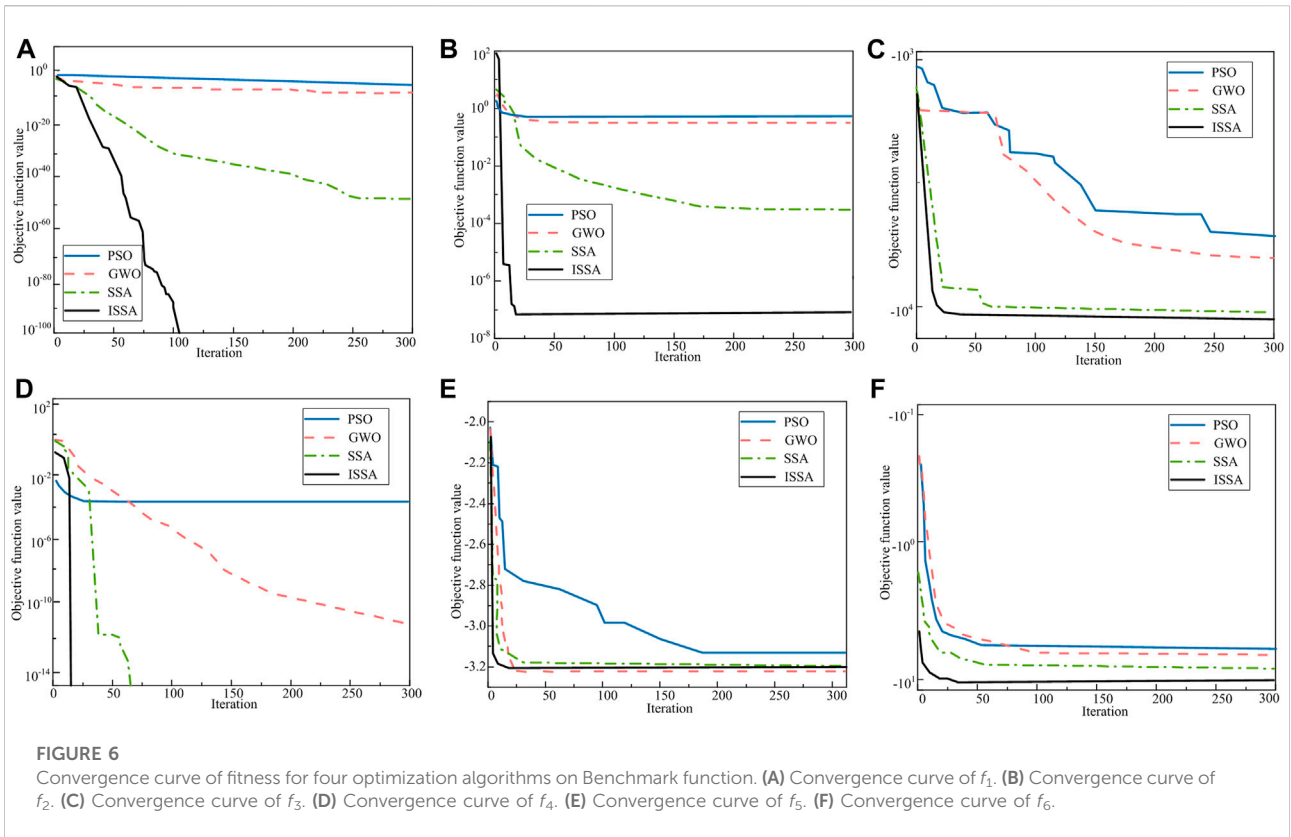 A
10^0
10^-20
10^-40
10^-60
10^-80
10^-100
Objective function value
PSO
GWO
SSA
ISSA
0 50 100 150 200 250 300
Iteration
B
10^2
10^0
10^-2
10^-4
10^-6
10^-8
Objective function value
PSO
GWO
SSA
ISSA
0 50 100 150 200 250 300
Iteration
C
-10^3
-10^4
Objective function value
PSO
GWO
SSA
ISSA
0 50 100 150 200 250 300
Iteration
D
10^2
10^-2
10^-6
10^-10
10^-14
Objective function value
PSO
GWO
SSA
ISSA
0 50 100 150 200 250 300
Iteration
E
-2.0
-2.2
-2.4
-2.6
-2.8
-3.0
-3.2
Objective function value
PSO
GWO
SSA
ISSA
0 50 100 150 200 250 300
Iteration
F
-10^1
-10^0
-10^1
Objective function value
PSO
GWO
SSA
ISSA
0 50 100 150 200 250 300
Iteration
FIGURE 6
Convergence curve of fitness for four optimization algorithms on Benchmark function. (A) Convergence curve of f1. (B) Convergence curve of
f2. (C) Convergence curve of f3. (D) Convergence curve of f4. (E) Convergence curve of f5. (F) Convergence curve of f6.